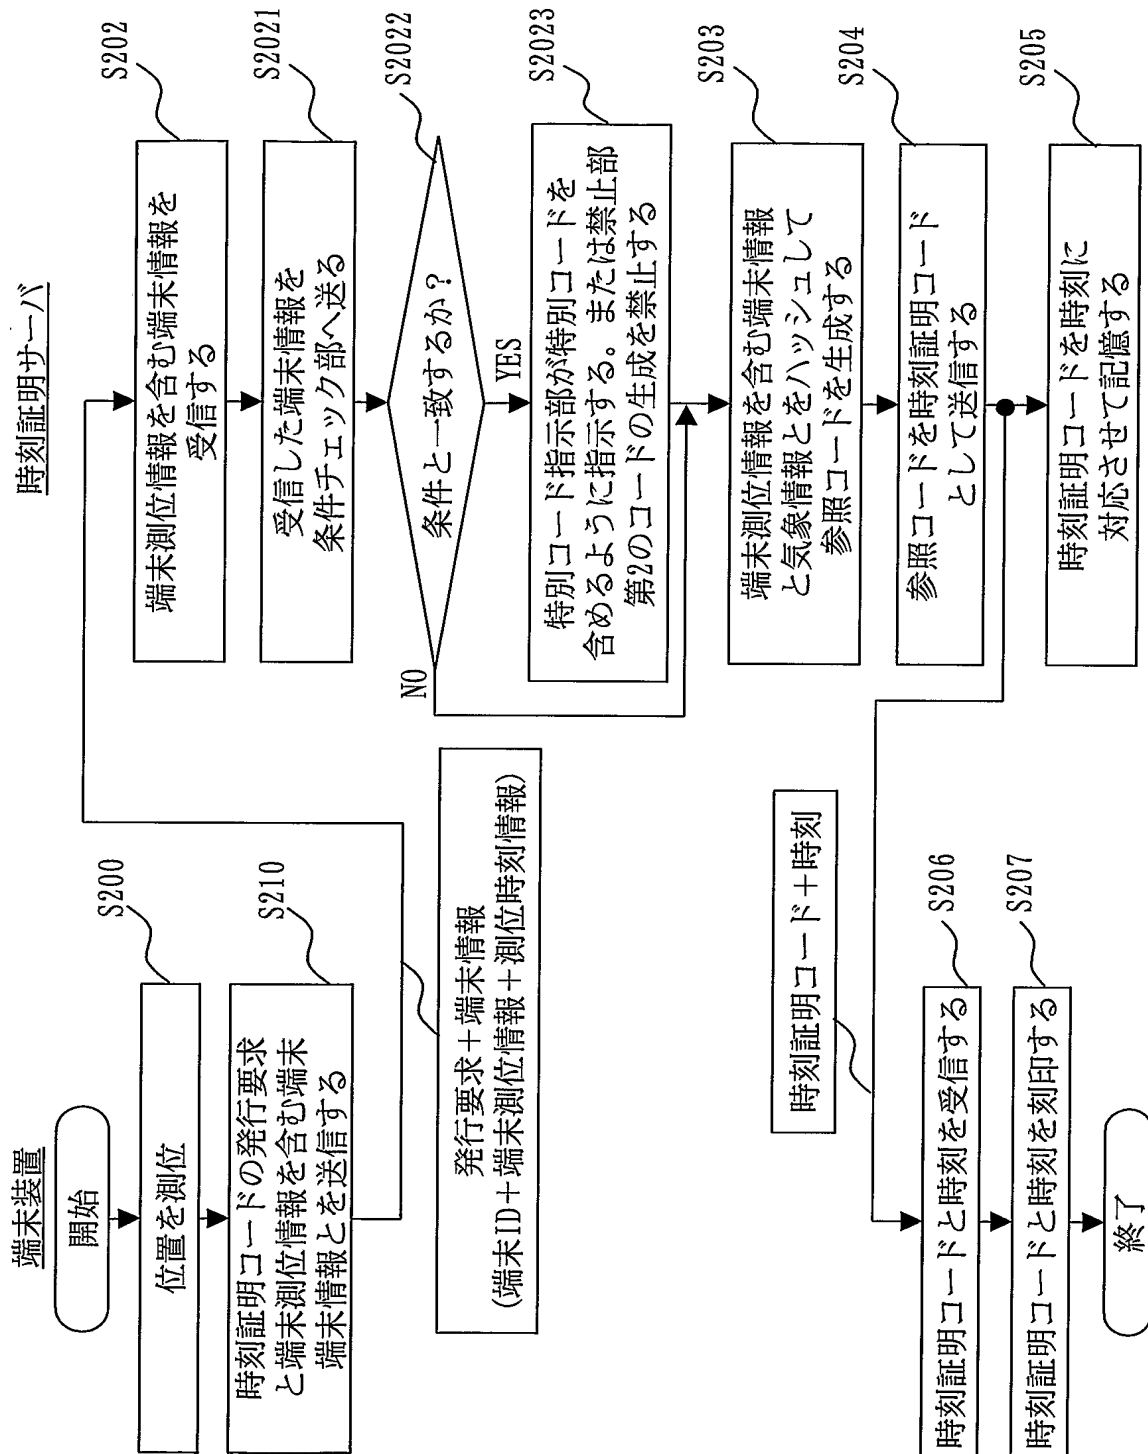 端末装置
開始
位置を測位
S200
時刻証明コードの発行要求
と端末測位情報を含む端末
端末情報とを送信する
S210
発行要求＋端末情報
(端末ID＋端末測位情報＋測位時刻情報)
時刻証明サーバ
端末測位情報を含む端末情報を
受信する
S202
受信した端末情報を
条件チェック部へ送る
S2021
条件と一致するか?
S2022
NO
YES
特別コード指示部が特別コードを
含めるように指示する。または禁止部
第2のコードの生成を禁止する
S2023
端末測位情報を含む端末情報
と気象情報とをハッシュして
参照コードを生成する
S203
参照コードを時刻証明コード
として送信する
S204
時刻証明コードを時刻に
対応させて記憶する
S205
時刻証明コード＋時刻
時刻証明コードと時刻を受信する
S206
時刻証明コードと時刻を刻印する
S207
終了